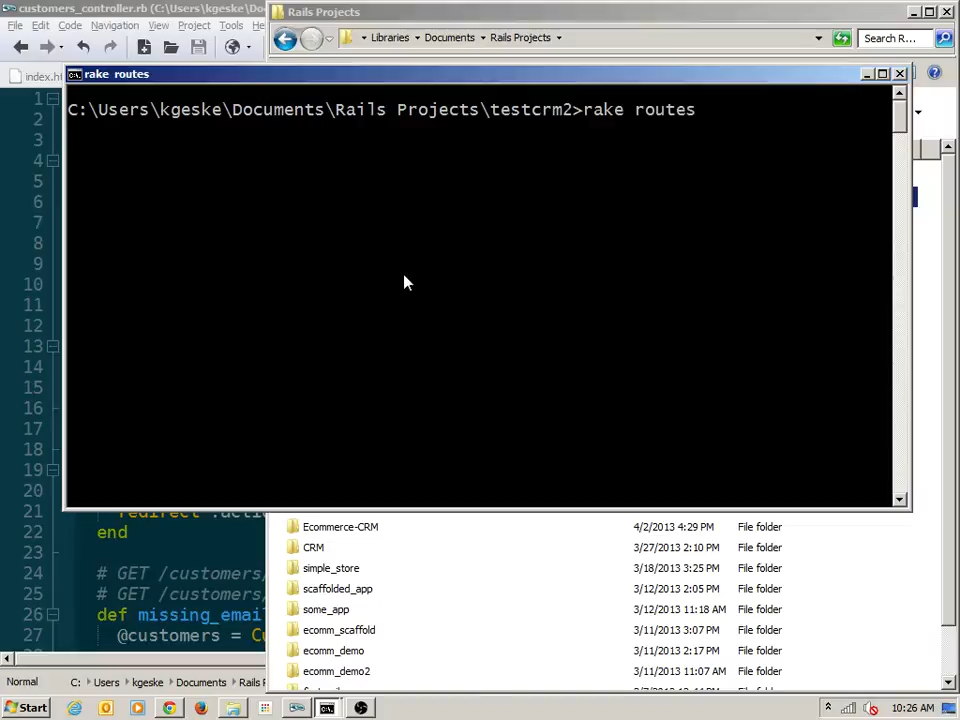 customers_controller.rb (C:\Users\kgeske\Do
Rails Projects
File Edit Code Navigation View Project Tools He
Libraries Documents Rails Projects
Search R...
index.h
rake routes
C:\Users\kgeske\Documents\Rails Projects\testcrm2>rake routes
1
2
3
4
5
6
7
8
9
10
11
12
13
14
15
16
17
18
19
20
21
22 end
23
24 # GET /customers/
# GET /customers/
26 def missing_emai
27 @customers = Cu
Ecommerce-CRM 4/2/2013 4:29 PM File folder
CRM 3/27/2013 2:10 PM File folder
simple_store 3/18/2013 3:25 PM File folder
scaffolded_app 3/12/2013 2:05 PM File folder
some_app 3/12/2013 11:18 AM File folder
ecomm_scaffold 3/11/2013 3:07 PM File folder
ecomm_demo 3/11/2013 2:17 PM File folder
ecomm_demo2 3/11/2013 11:07 AM File folder
Normal C: Users kgeske Documents Rails P
Start
10:26 AM